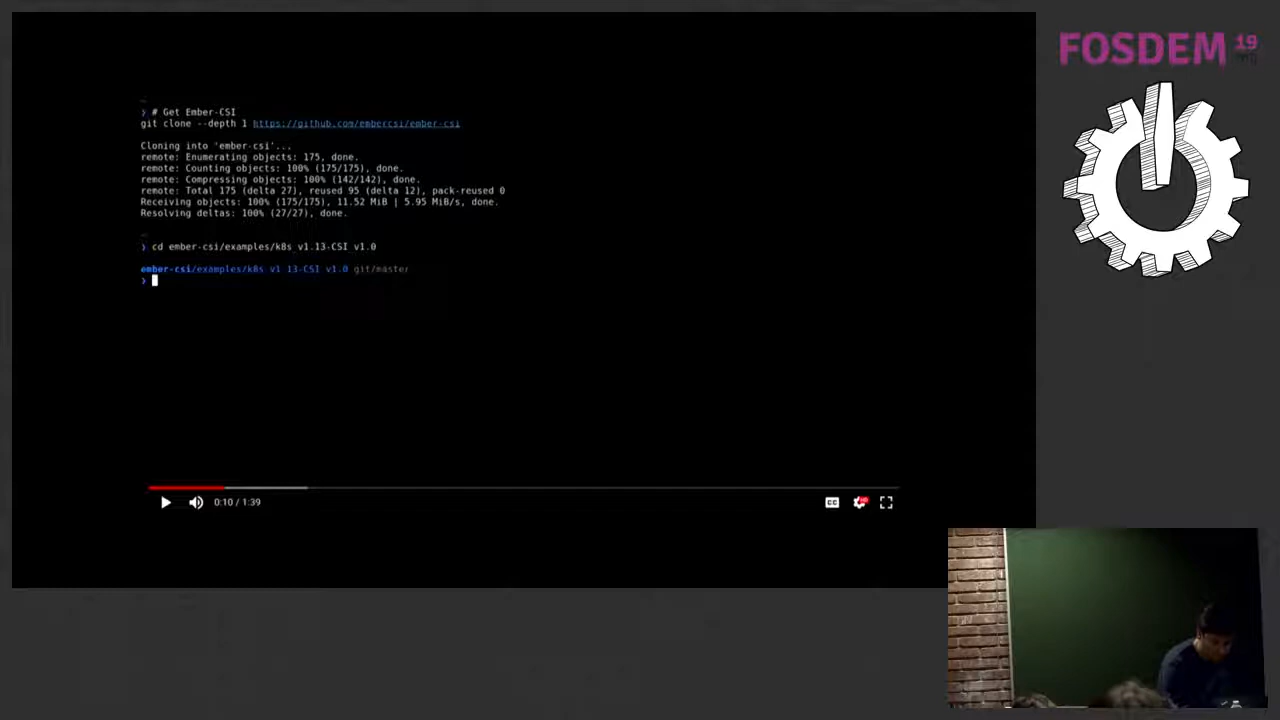 FOSDEM 19
❯ # Get Ember-CSI
git clone --depth 1 https://github.com/embercsi/ember-csi
Cloning into 'ember-csi'...
remote: Enumerating objects: 175, done.
remote: Counting objects: 100% (175/175), done.
remote: Compressing objects: 100% (142/142), done.
remote: Total 175 (delta 27), reused 95 (delta 12), pack-reused 0
Receiving objects: 100% (175/175), 11.52 MiB | 5.95 MiB/s, done.
Resolving deltas: 100% (27/27), done.
❯ cd ember-csi/examples/k8s v1.13-CSI v1.0
ember-csi/examples/k8s v1 13-CSI v1.0 git/master
❯
0:10 / 1:39
CC
HD